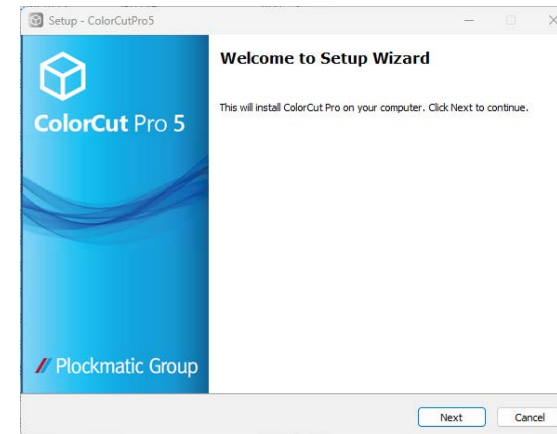 Setup - ColorCutPro5
Welcome to Setup Wizard
This will install ColorCut Pro on your computer. Click Next to continue.
ColorCut Pro 5
Plockmatic Group
Next
Cancel